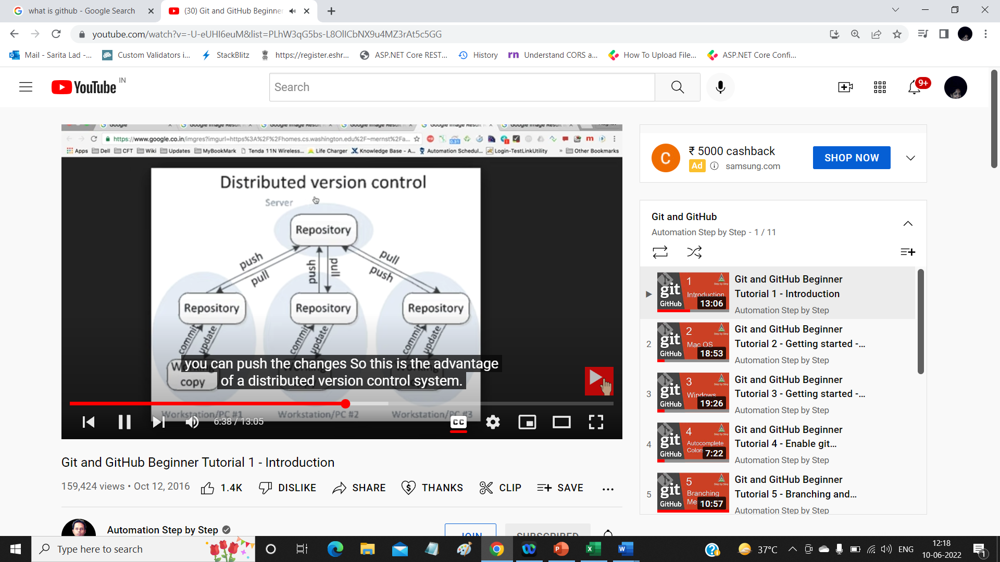 what is github - Google Search
(30) Git and GitHub Beginner
youtube.com/watch?v=-U-eUHI6euM&list=PLhW3qG5bs-L8OlICbNX9u4MZ3rAt5c5GG
Mail - Sarita Lad -... Custom Validators i... StackBlitz https://register.eshr... ASP.NET Core REST... History rn Understand CORS a... How To Upload File... ASP.NET Core Confi...
YouTube IN
Search
9+
https://www.google.co.in/imgres?imgurl=https%3A%2F%2Fhomes.cs.washington.edu%2F~mernst%2Fa...
Apps Dell CFT Wiki Updates MyBookMark Tenda 11N Wireless... Life Charger Knowledge Base - A... Automation Schedul... Login-TestLinkUtility » Other Bookmarks
Distributed version control
Server
Repository
push pull push pull pull push
Repository Repository Repository
commit update commit update commit update
copy
you can push the changes So this is the advantage
of a distributed version control system.
Workstation/PC #1 Workstation/PC #2 Workstation/PC #3
6:38 / 13:05
CC
Git and GitHub Beginner Tutorial 1 - Introduction
159,424 views • Oct 12, 2016 1.4K DISLIKE SHARE THANKS CLIP SAVE ...
Automation Step by Step
JOIN SUBSCRIBED
C
₹ 5000 cashback
Ad samsung.com
SHOP NOW
Git and GitHub
Automation Step by Step - 1 / 11
1 Introduction git GitHub 13:06
Git and GitHub Beginner
Tutorial 1 - Introduction
Automation Step by Step
2
2 Mac OS git GitHub 18:53
Git and GitHub Beginner
Tutorial 2 - Getting started -...
Automation Step by Step
3
3 Windows git GitHub 19:26
Git and GitHub Beginner
Tutorial 3 - Getting started -...
Automation Step by Step
4
4 Autocomplete git GitHub 7:22
Git and GitHub Beginner
Tutorial 4 - Enable git...
Automation Step by Step
5
5 Branching git GitHub 10:57
Git and GitHub Beginner
Tutorial 5 - Branching and...
Automation Step by Step
Type here to search
37°C ENG
12:18
10-06-2022
1